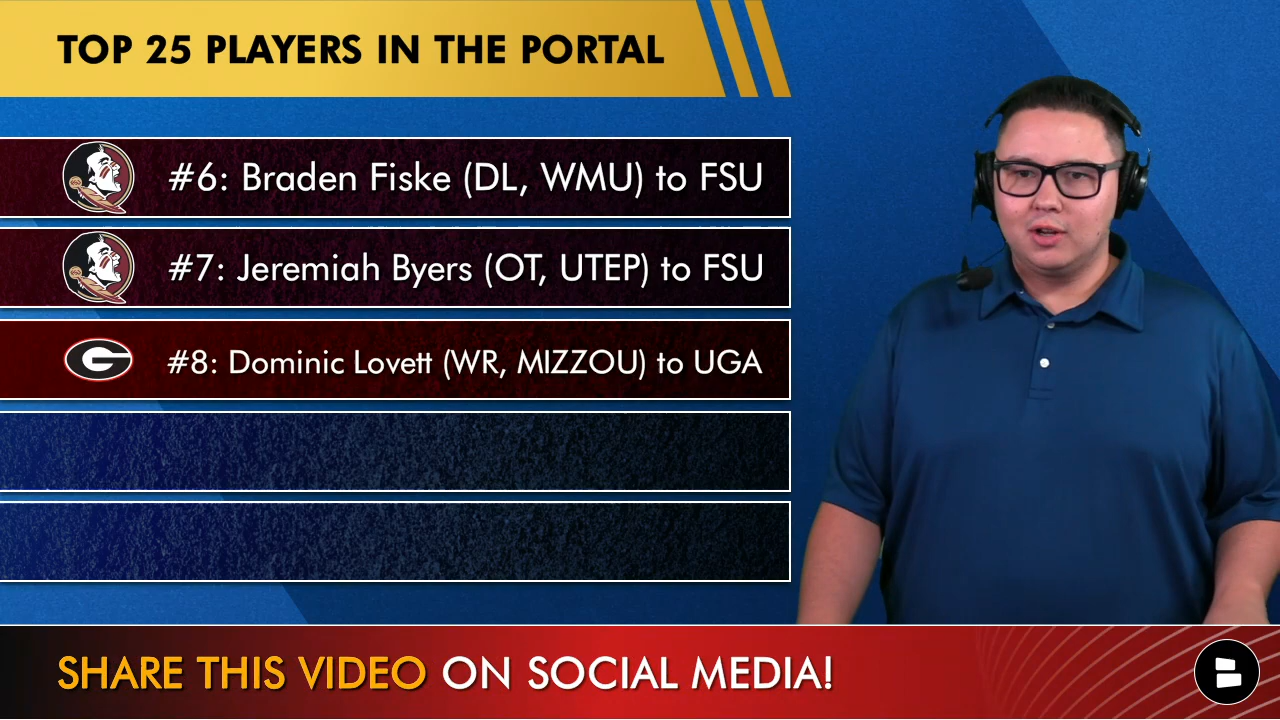 TOP 25 PLAYERS IN THE PORTAL
#6: Braden Fiske (DL, WMU) to FSU
#7: Jeremiah Byers (OT, UTEP) to FSU
G
#8: Dominic Lovett (WR, MIZZOU) to UGA
SHARE THIS VIDEO ON SOCIAL MEDIA!